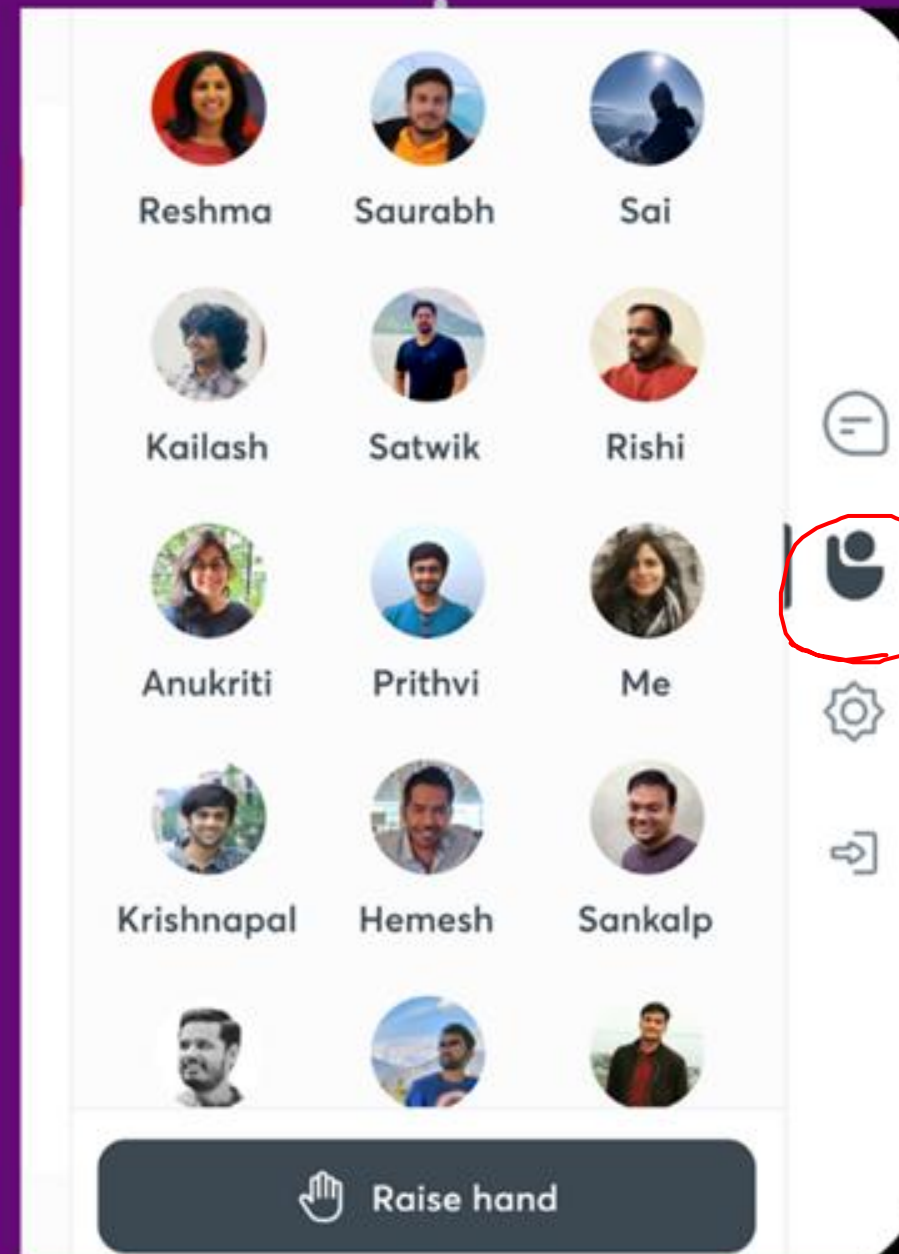 Reshma Saurabh Sai
Kailash Satwik Rishi
Anukriti Prithvi Me
Krishnapal Hemesh Sankalp
Raise hand